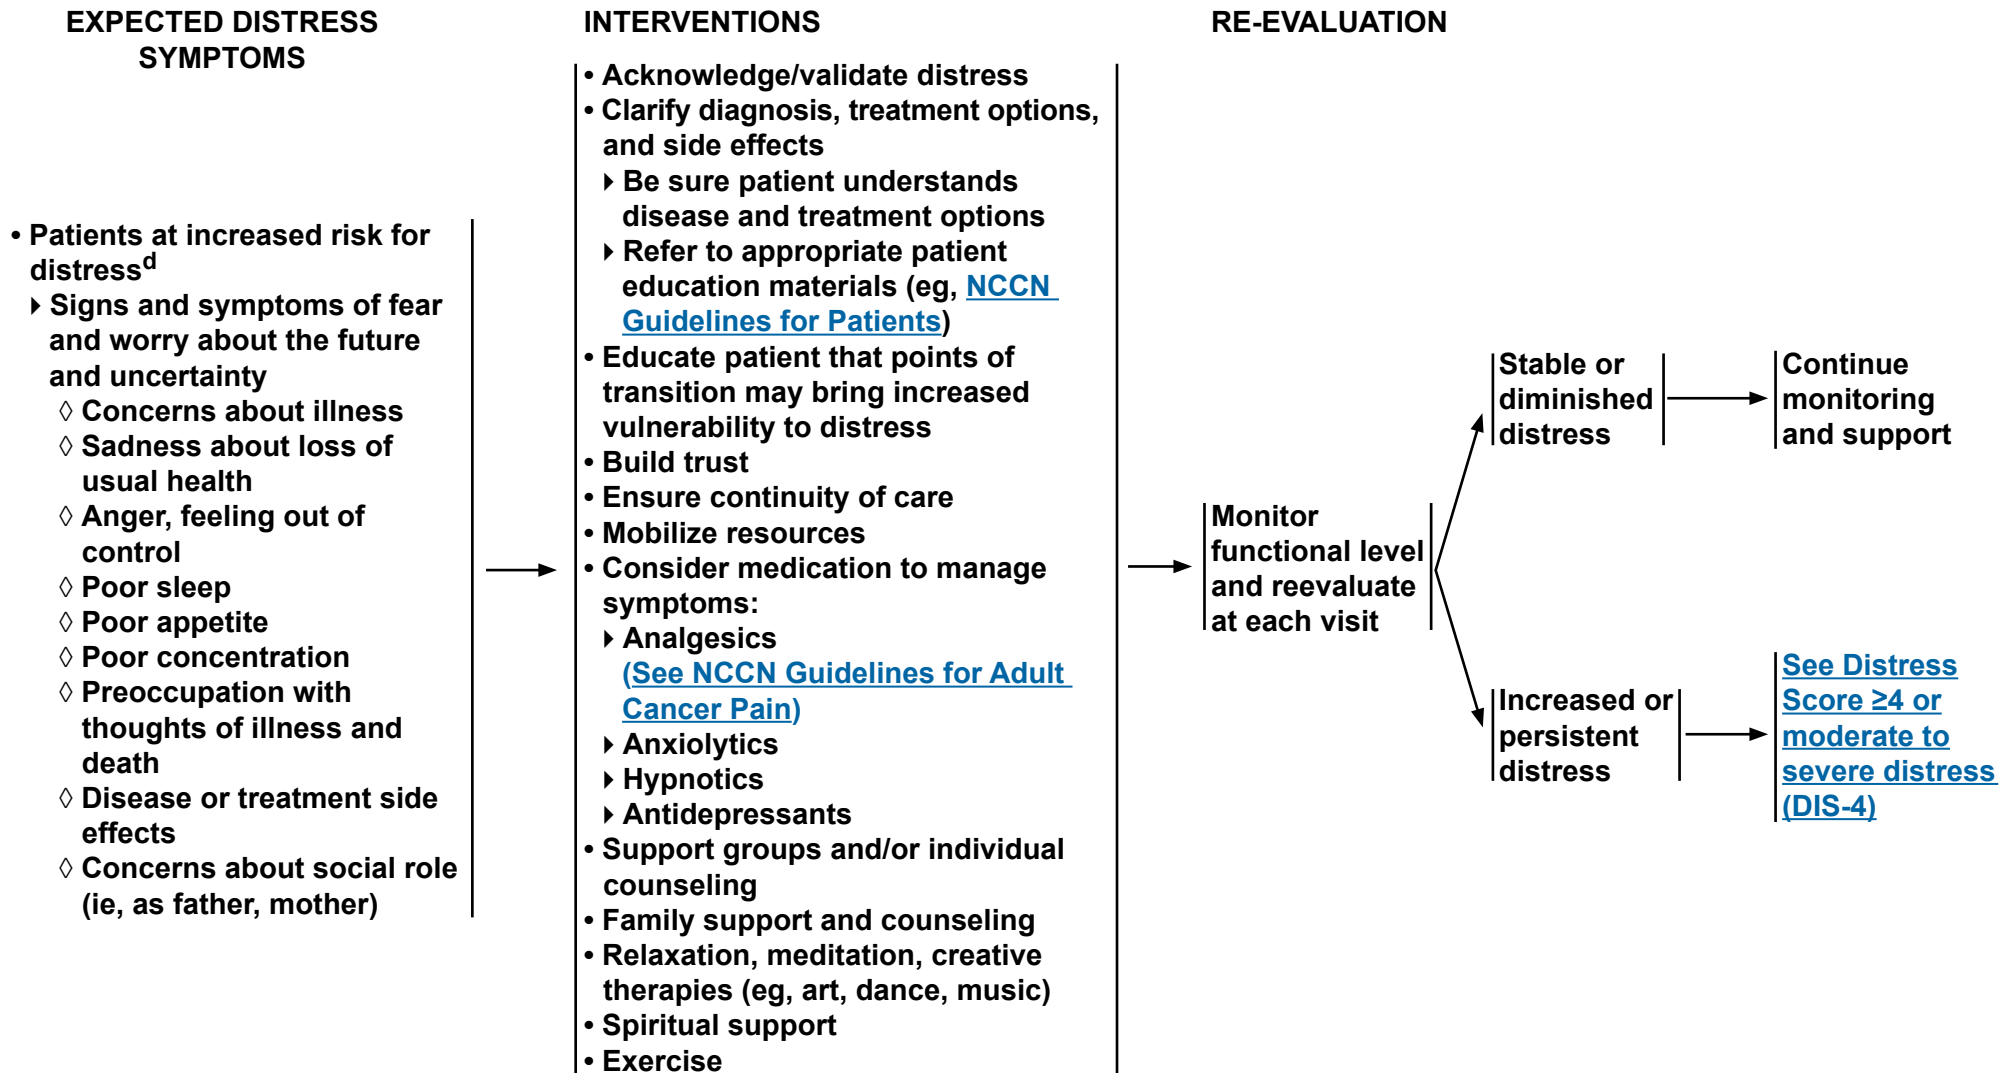 EXPECTED DISTRESS
SYMPTOMS
• Patients at increased risk for
distressd
▸ Signs and symptoms of fear
and worry about the future
and uncertainty
◊ Concerns about illness
◊ Sadness about loss of
usual health
◊ Anger, feeling out of
control
◊ Poor sleep
◊ Poor appetite
◊ Poor concentration
◊ Preoccupation with
thoughts of illness and
death
◊ Disease or treatment side
effects
◊ Concerns about social role
(ie, as father, mother)
INTERVENTIONS
• Acknowledge/validate distress
• Clarify diagnosis, treatment options,
and side effects
▸ Be sure patient understands
disease and treatment options
▸ Refer to appropriate patient
education materials (eg, NCCN
Guidelines for Patients)
• Educate patient that points of
transition may bring increased
vulnerability to distress
• Build trust
• Ensure continuity of care
• Mobilize resources
• Consider medication to manage
symptoms:
▸ Analgesics
(See NCCN Guidelines for Adult
Cancer Pain)
▸ Anxiolytics
▸ Hypnotics
▸ Antidepressants
• Support groups and/or individual
counseling
• Family support and counseling
• Relaxation, meditation, creative
therapies (eg, art, dance, music)
• Spiritual support
• Exercise
RE-EVALUATION
Monitor
functional level
and reevaluate
at each visit
Stable or
diminished
distress
Continue
monitoring
and support
Increased or
persistent
distress
See Distress
Score ≥4 or
moderate to
severe distress
(DIS-4)